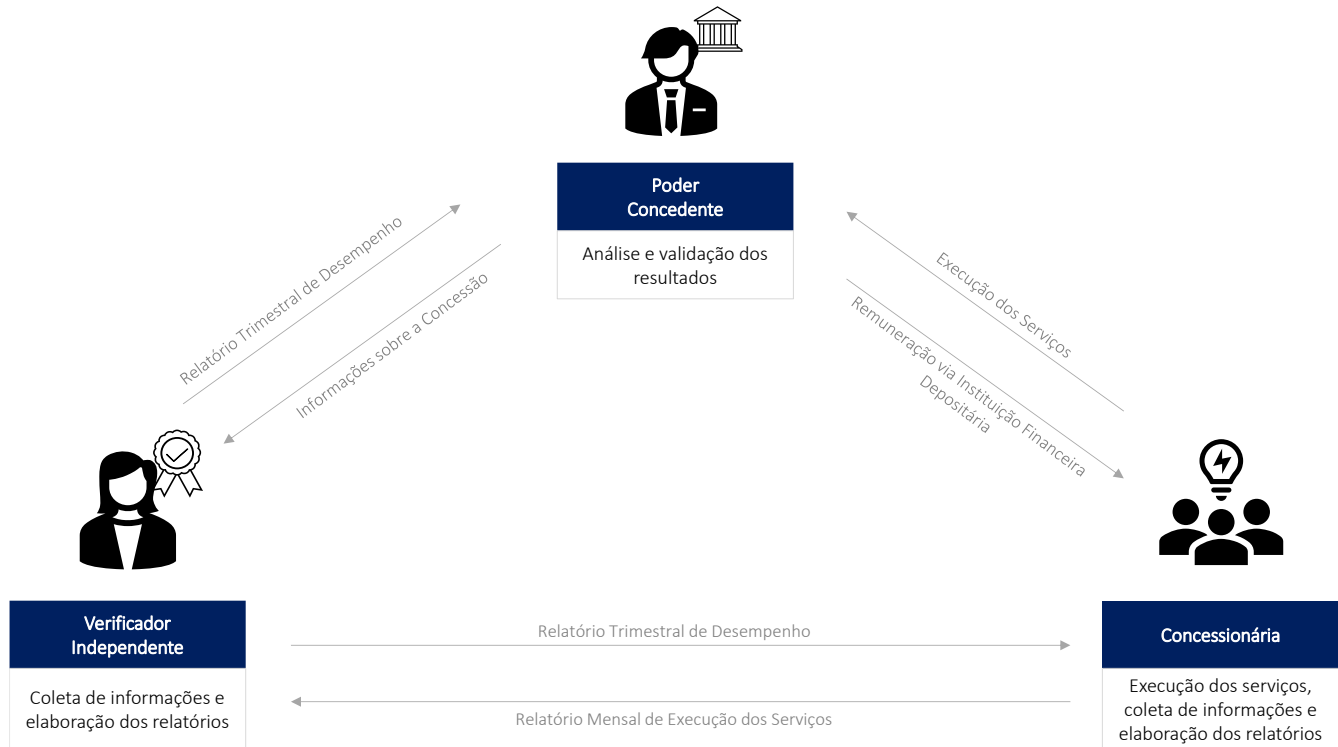 Poder
Concedente
Análise e validação dos
resultados
Relatório Trimestral de Desempenho
Informações sobre a Concessão
Execução dos Serviços
Remuneração via Instituição Financeira
Depositária
Verificador
Independente
Coleta de informações e
elaboração dos relatórios
Relatório Trimestral de Desempenho
Relatório Mensal de Execução dos Serviços
Concessionária
Execução dos serviços,
coleta de informações e
elaboração dos relatórios